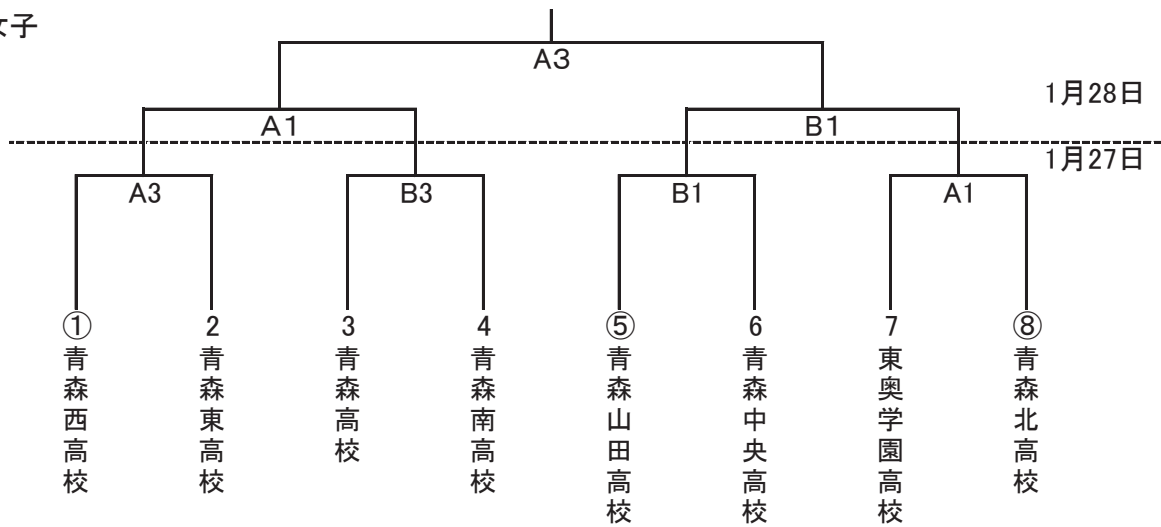 女子
A3
1月28日
A1
B1
1月27日
A3
B3
B1
A1
①
青森西高校
2
青森東高校
3
青森高校
4
青森南高校
⑤
青森山田高校
6
青森中央高校
7
東奥学園高校
⑧
青森北高校